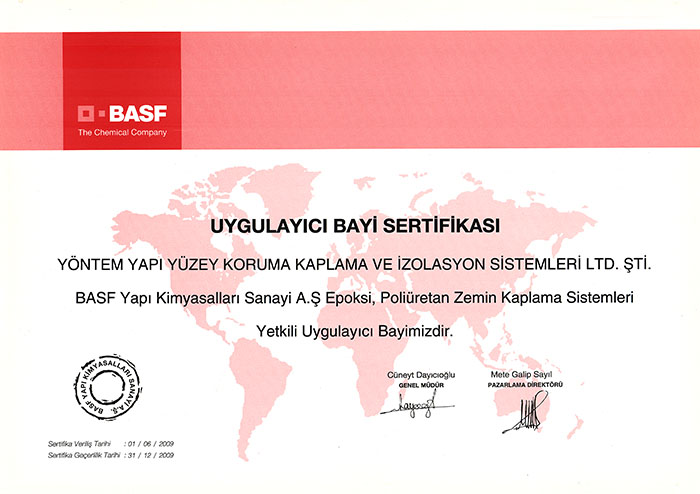 BASF
The Chemical Company
UYGULAYICI BAYİ SERTİFİKASI
YÖNTEM YAPI YÜZEY KORUMA KAPLAMA VE İZOLASYON SİSTEMLERİ LTD. ŞTİ.
BASF Yapı Kimyasalları Sanayi A.Ş Epoksi, Poliüretan Zemin Kaplama Sistemleri
Yetkili Uygulayıcı Bayimizdir.
BASF YAPI KİMYASALLARI SANAYİ A.Ş.
Cüneyt Dayıcıoğlu
GENEL MÜDÜR
Mete Galip Sayıl
PAZARLAMA DİREKTÖRÜ
Sertifika Veriliş Tarihi : 01 / 06 / 2009
Sertifika Geçerlilik Tarihi : 31 / 12 / 2009